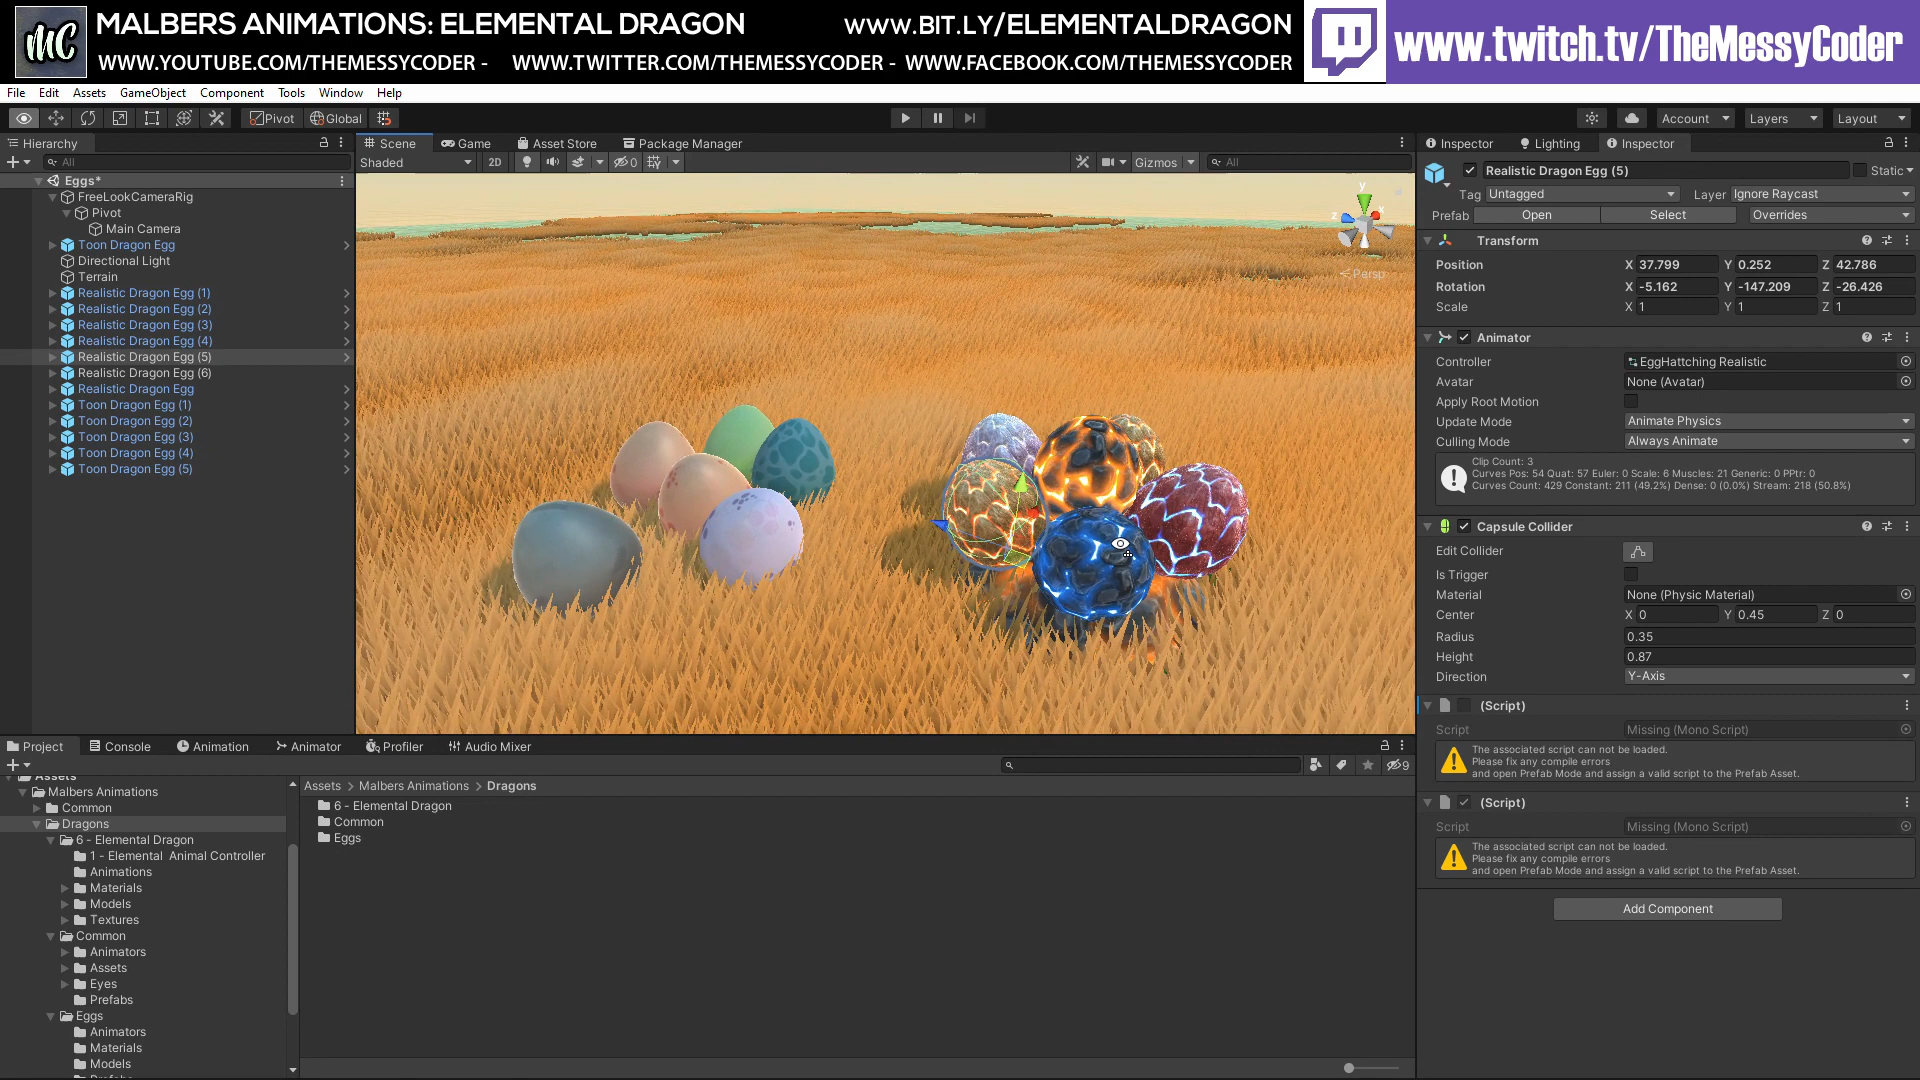 MC
MALBERS ANIMATIONS: ELEMENTAL DRAGON
WWW.BIT.LY/ELEMENTALDRAGON
WWW.YOUTUBE.COM/THEMESSYCODER - WWW.TWITTER.COM/THEMESSYCODER - WWW.FACEBOOK.COM/THEMESSYCODER
www.twitch.tv/TheMessyCoder
File Edit Assets GameObject Component Tools Window Help
Pivot Global
Account Layers Layout
Hierarchy
All
Eggs*
FreeLookCameraRig
Pivot
Main Camera
Toon Dragon Egg
Directional Light
Terrain
Realistic Dragon Egg (1)
Realistic Dragon Egg (2)
Realistic Dragon Egg (3)
Realistic Dragon Egg (4)
Realistic Dragon Egg (5)
Realistic Dragon Egg (6)
Realistic Dragon Egg
Toon Dragon Egg (1)
Toon Dragon Egg (2)
Toon Dragon Egg (3)
Toon Dragon Egg (4)
Toon Dragon Egg (5)
Scene Game Asset Store Package Manager
Shaded 2D 0 Gizmos All
y
x
z
Persp
Inspector Lighting Inspector
Realistic Dragon Egg (5) Static
Tag Untagged Layer Ignore Raycast
Prefab Open Select Overrides
Transform
Position X 37.799 Y 0.252 Z 42.786
Rotation X -5.162 Y -147.209 Z -26.426
Scale X 1 Y 1 Z 1
Animator
Controller EggHattching Realistic
Avatar None (Avatar)
Apply Root Motion
Update Mode Animate Physics
Culling Mode Always Animate
Clip Count: 3
Curves Pos: 54 Quat: 57 Euler: 0 Scale: 6 Muscles: 21 Generic: 0 PPtr: 0
Curves Count: 429 Constant: 211 (49.2%) Dense: 0 (0.0%) Stream: 218 (50.8%)
Capsule Collider
Edit Collider
Is Trigger
Material None (Physic Material)
Center X 0 Y 0.45 Z 0
Radius 0.35
Height 0.87
Direction Y-Axis
(Script)
Script Missing (Mono Script)
The associated script can not be loaded.
Please fix any compile errors
and open Prefab Mode and assign a valid script to the Prefab Asset.
(Script)
Script Missing (Mono Script)
The associated script can not be loaded.
Please fix any compile errors
and open Prefab Mode and assign a valid script to the Prefab Asset.
Add Component
Project Console Animation Animator Profiler Audio Mixer
9
Assets
Malbers Animations
Common
Dragons
6 - Elemental Dragon
1 - Elemental Animal Controller
Animations
Materials
Models
Textures
Common
Animators
Assets
Eyes
Prefabs
Eggs
Animators
Materials
Models
Assets > Malbers Animations > Dragons
6 - Elemental Dragon
Common
Eggs